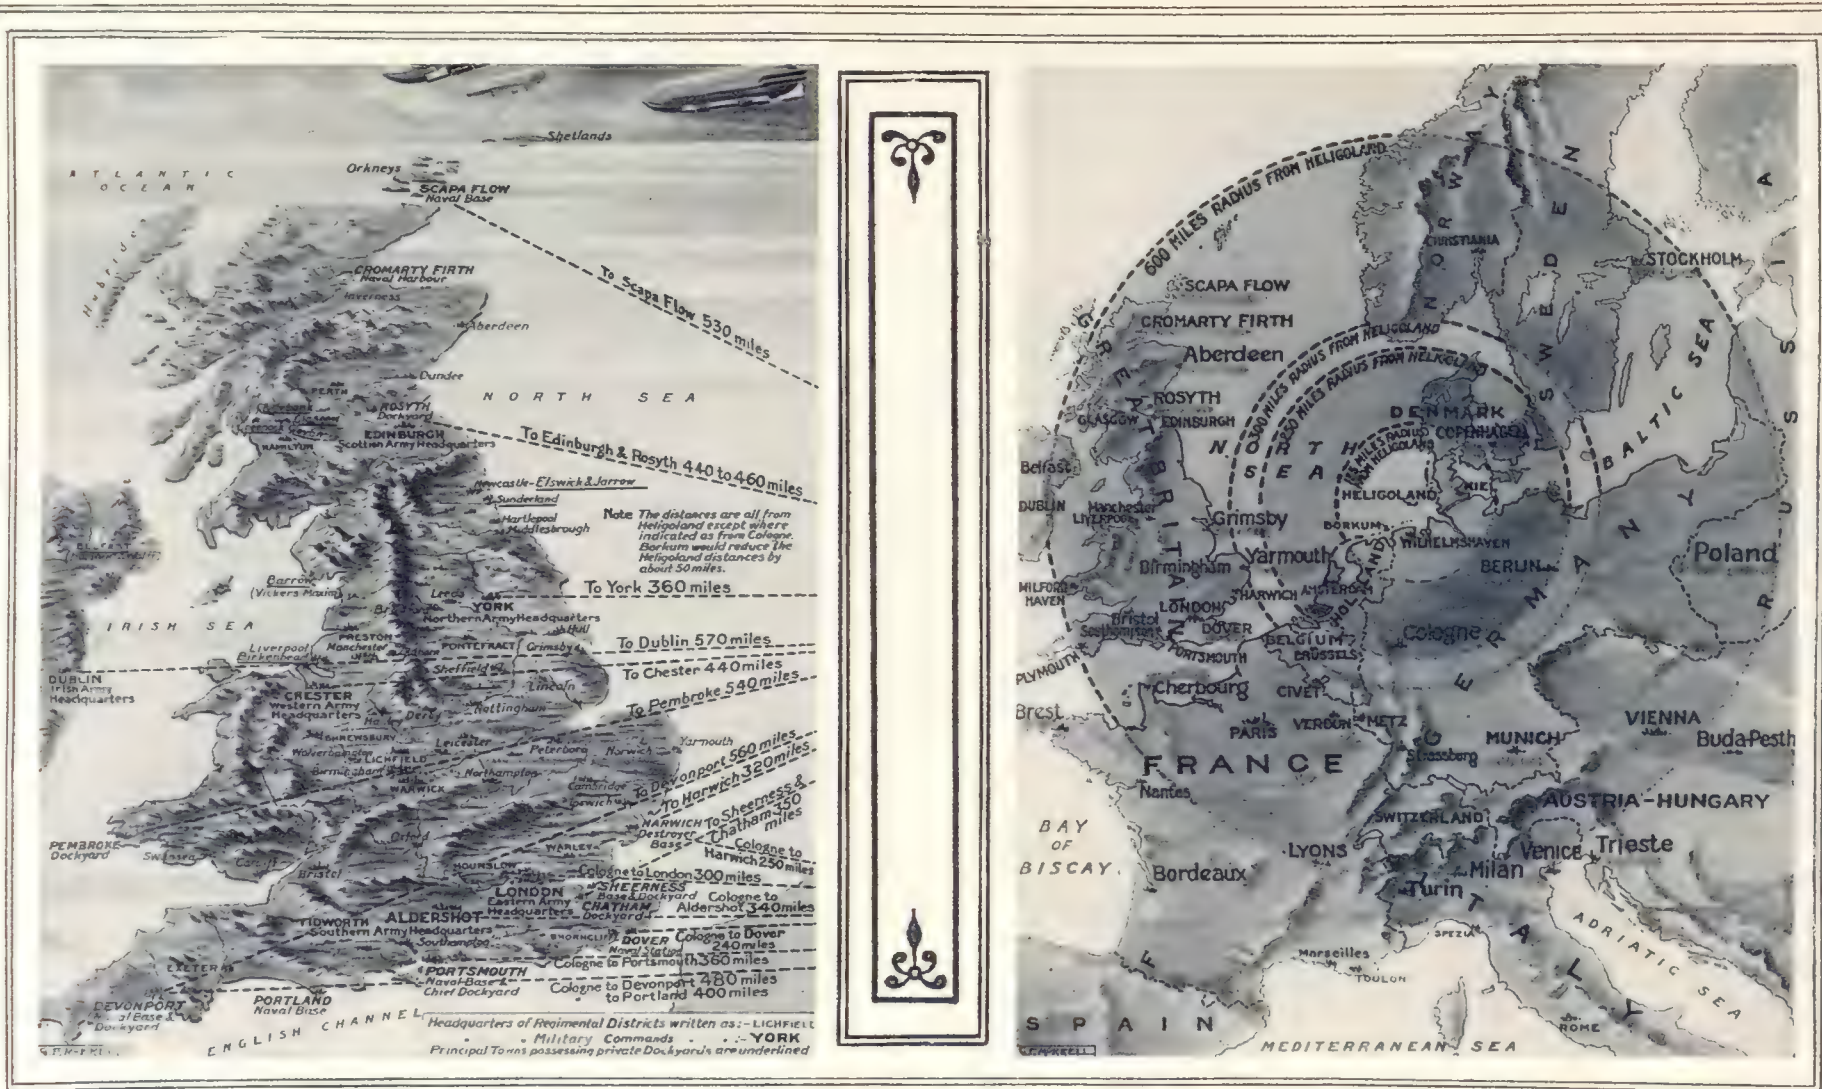 Shetlands
Orkneys
ATLANTIC
OCEAN
SCAPA FLOW
Naval Base
Hubrides
CROMARTY FIRTH
Naval Harbour
Inverness
To Scapa Flow 530 miles
Aberdeen
Dundee
PERTH
NORTH SEA
ROSYTH
Dockyard
EDINBURGH
Scottish Army Headquarters
HAMILTON
To Edinburgh & Rosyth 440 to 460 miles
Newcastle-Elswick & Jarrow
Sunderland
Hartlepool
Middlesbrough
Note The distances are all from
Heligoland except where
indicated as from Cologne.
Borkum would reduce the
Heligoland distances by
about 50 miles.
Barrow
(Vickers Maxim)
To York 360 miles
Leeds
YORK
Northern Army Headquarters
Hull
IRISH SEA
PRESTON
Manchester
PONTEFRACT
Grimsby
To Dublin 570 miles
Liverpool
Birkenhead
Sheffield
To Chester 440 miles
DUBLIN
Irish Army
Headquarters
CHESTER
Western Army
Headquarters
Lincoln
To Pembroke 540 miles
Derby
Nottingham
SHREWSBURY
Leicester
Peterboro
Norwich
Yarmouth
Wolverhampton
LICHFIELD
Birmingham
Northampton
WARWICK
Cambridge
Ipswich
To Devonport 560 miles
To Harwich 320 miles
HARWICH
Destroyer
Base
To Sheerness &
Chatham 350
miles
PEMBROKE
Dockyard
Swansea
Cardiff
Bristol
Oxford
WARLEY
HOUNSLOW
Cologne to
Harwich 250 miles
Cologne to London 300 miles
LONDON
Eastern Army
Headquarters
SHEERNESS
Base & Dockyard
CHATHAM
Dockyard
Cologne to
Aldershot 340 miles
TIDWORTH
Southern Army Headquarters
ALDERSHOT
Southampton
SHORNCLIFFE
DOVER
Naval Station
Cologne to Dover
240 miles
Cologne to Portsmouth 360 miles
EXETER
PORTSMOUTH
Naval Base &
Chief Dockyard
Cologne to Devonport 480 miles
" to Portland 400 miles
DEVONPORT
Naval Base &
Dockyard
PORTLAND
Naval Base
ENGLISH CHANNEL
Headquarters of Regimental Districts written as:- LICHFIELD
" " Military Commands " " :- YORK
Principal Towns possessing private Dockyards are underlined
600 MILES RADIUS FROM HELIGOLAND
NORWAY
SWEDEN
RUSSIA
CHRISTIANIA
STOCKHOLM
SCAPA FLOW
CROMARTY FIRTH
Aberdeen
GREAT BRITAIN
300 MILES RADIUS FROM HELIGOLAND
250 MILES RADIUS FROM HELIGOLAND
BALTIC SEA
ROSYTH
GLASGOW
EDINBURGH
DENMARK
COPENHAGEN
NORTH
SEA
MILES RADIUS
FROM HELIGOLAND
Belfast
HELIGOLAND
KIEL
DUBLIN
Manchester
LIVERPOOL
Grimsby
BORKUM
WILHELMSHAVEN
Poland
Birmingham
Yarmouth
BERLIN
GERMANY
MILFORD
HAVEN
HARWICH
AMSTERDAM
HOLLAND
LONDON
Bristol
Southampton
DOVER
BELGIUM
BRUSSELS
Cologne
PORTSMOUTH
PLYMOUTH
Cherbourg
CIVET
Brest
PARIS
VERDUN
METZ
VIENNA
Buda-Pesth
Strassberg
MUNICH
FRANCE
Nantes
AUSTRIA-HUNGARY
SWITZERLAND
BAY
OF
BISCAY.
LYONS
Venice
Trieste
Bordeaux
Milan
Turin
ITALY
ADRIATIC SEA
SPEZIA
Marseilles
TOULON
SPAIN
ROME
MEDITERRANEAN SEA